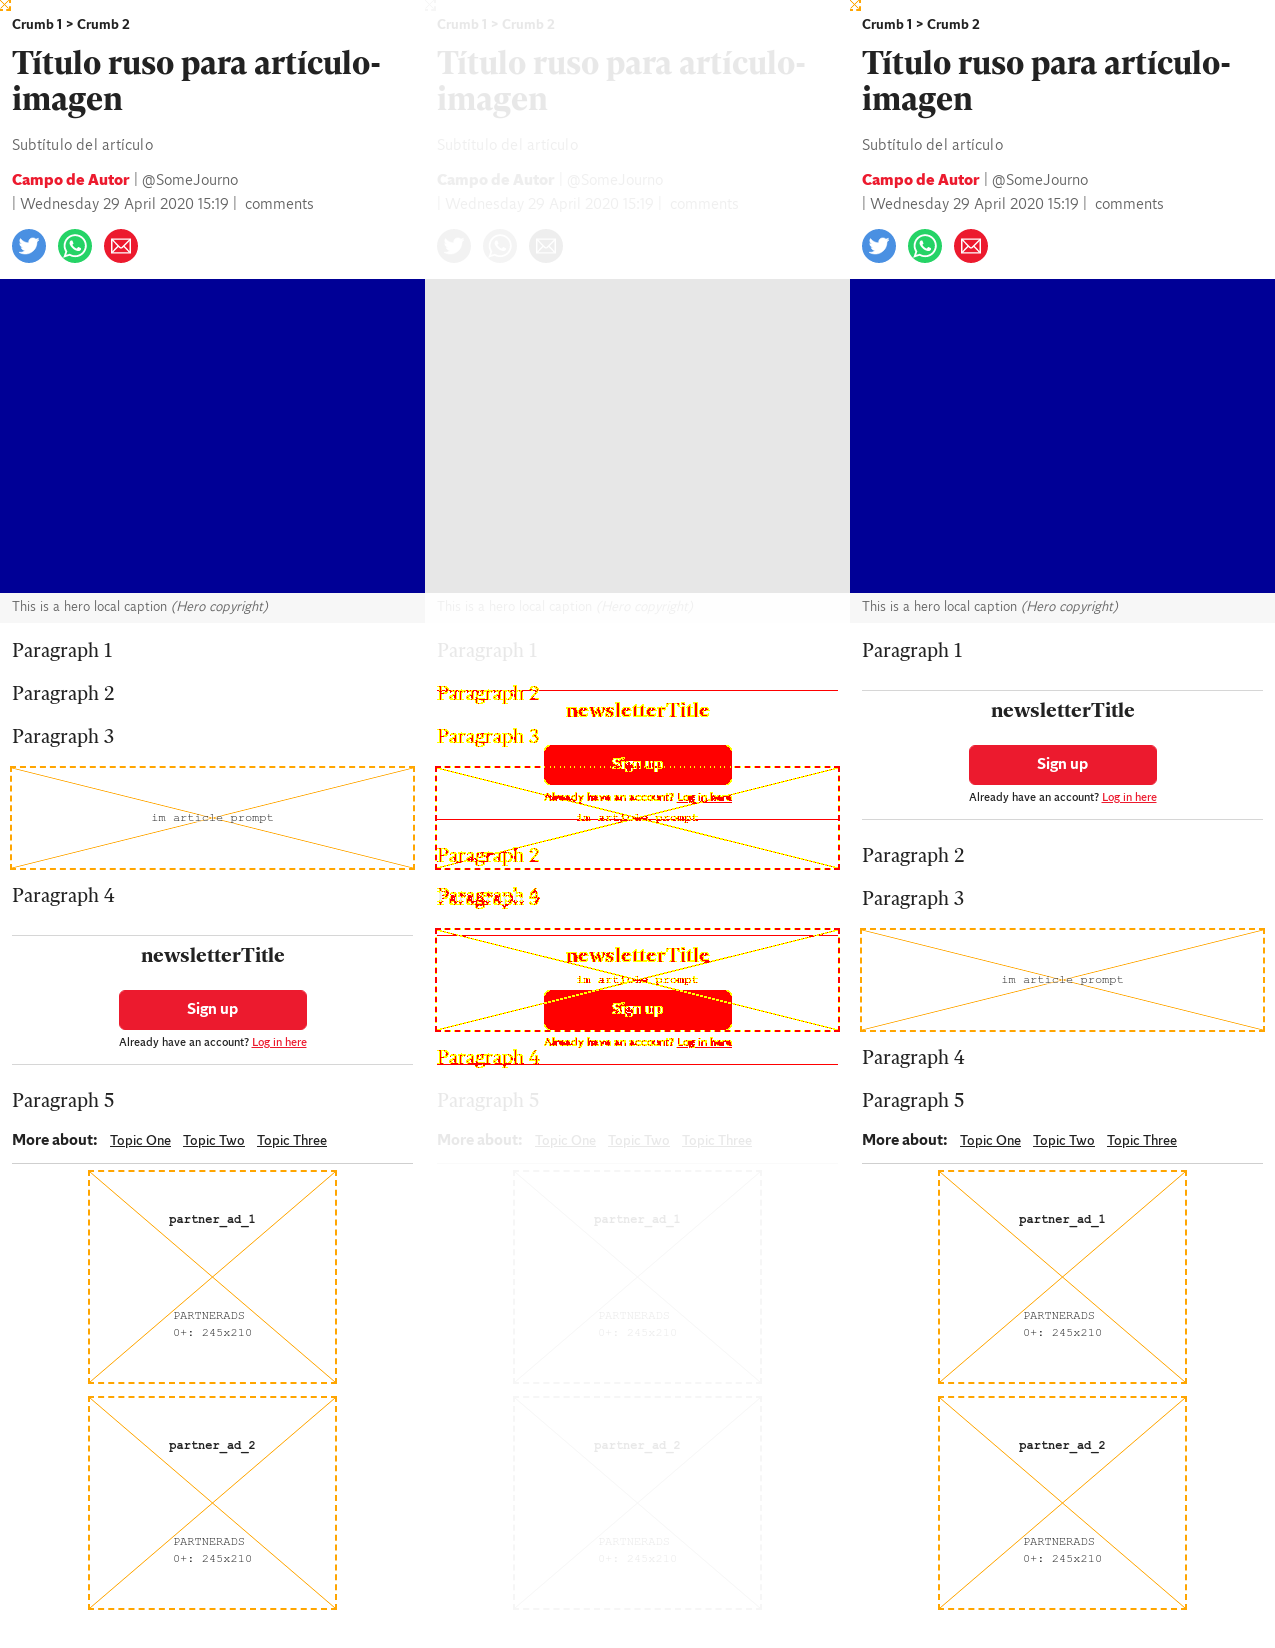 Crumb 1 > Crumb 2
Título ruso para artículo-
imagen
Subtítulo del artículo
Campo de Autor | @SomeJourno
| Wednesday 29 April 2020 15:19 | comments
This is a hero local caption (Hero copyright)
Paragraph 1
Paragraph 2
Paragraph 3
im article prompt
Paragraph 4
newsletterTitle
Sign up
Already have an account? Log in here
Paragraph 5
More about: Topic One Topic Two Topic Three
partner_ad_1
PARTNERADS
0+: 245x210
partner_ad_2
PARTNERADS
0+: 245x210
Crumb 1 > Crumb 2
Título ruso para artículo-
imagen
Subtítulo del artículo
Campo de Autor | @SomeJourno
| Wednesday 29 April 2020 15:19 | comments
This is a hero local caption (Hero copyright)
Paragraph 1
Paragraph 2
newsletterTitle
Paragraph 3
Sign up
Already have an account? Log in here
im article prompt
Paragraph 2
newsletterTitle
im article prompt
Sign up
Already have an account? Log in here
Paragraph 4
Paragraph 5
More about: Topic One Topic Two Topic Three
partner_ad_1
PARTNERADS
0+: 245x210
partner_ad_2
PARTNERADS
0+: 245x210
Crumb 1 > Crumb 2
Título ruso para artículo-
imagen
Subtítulo del artículo
Campo de Autor | @SomeJourno
| Wednesday 29 April 2020 15:19 | comments
This is a hero local caption (Hero copyright)
Paragraph 1
newsletterTitle
Sign up
Already have an account? Log in here
Paragraph 2
Paragraph 3
im article prompt
Paragraph 4
Paragraph 5
More about: Topic One Topic Two Topic Three
partner_ad_1
PARTNERADS
0+: 245x210
partner_ad_2
PARTNERADS
0+: 245x210